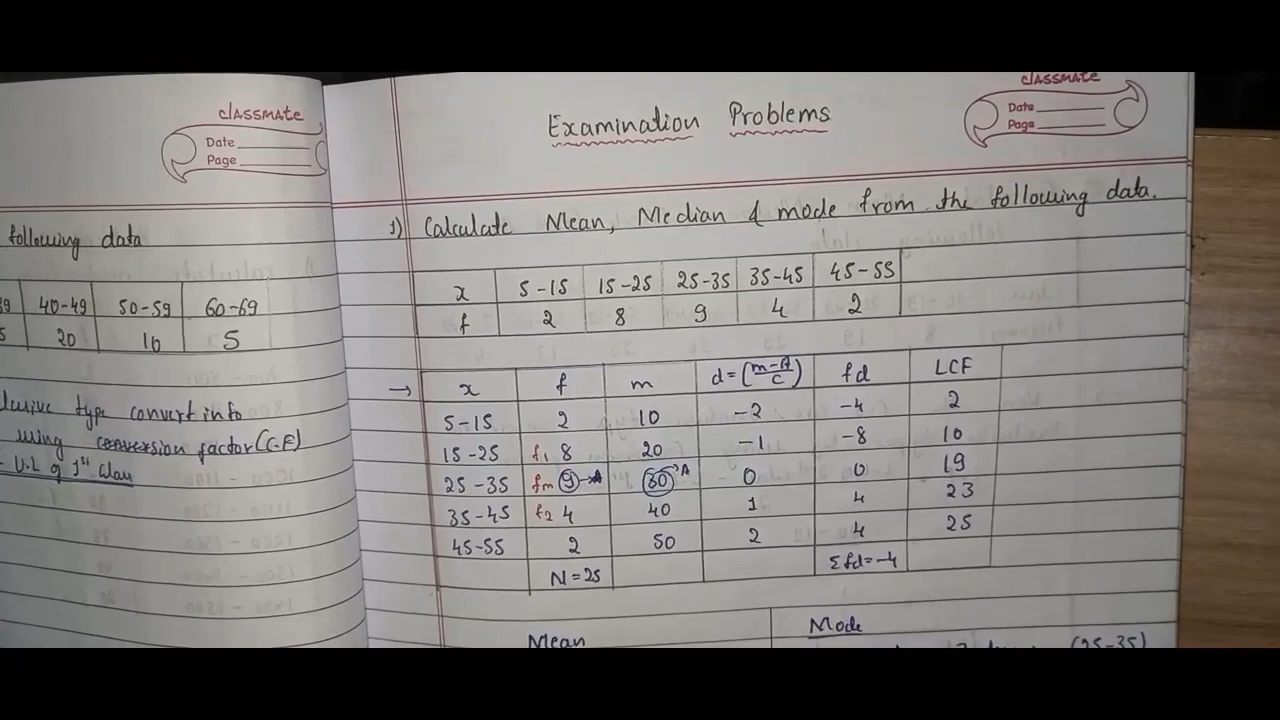 classmate
Date
Page
following data
39 40-49 50-59 60-69
5 20 10 5
type convert into
using conversion factor (C.F)
- U.L of 1st class
classmate
Date
Page
Examination Problems
1) Calculate Mean, Median & mode from the following data.
x 5-15 15-25 25-35 35-45 45-55
f 2 8 9 4 2
→ x f m d = (m-A/C) fd LCF
5-15 2 10 -2 -4 2
15-25 f1 8 20 -1 -8 10
25-35 fm 9 30 → A 0 0 19
35-45 f2 4 40 1 4 23
45-55 2 50 2 4 25
N = 25 Σfd = -4
Mean
Mode
(25-35)